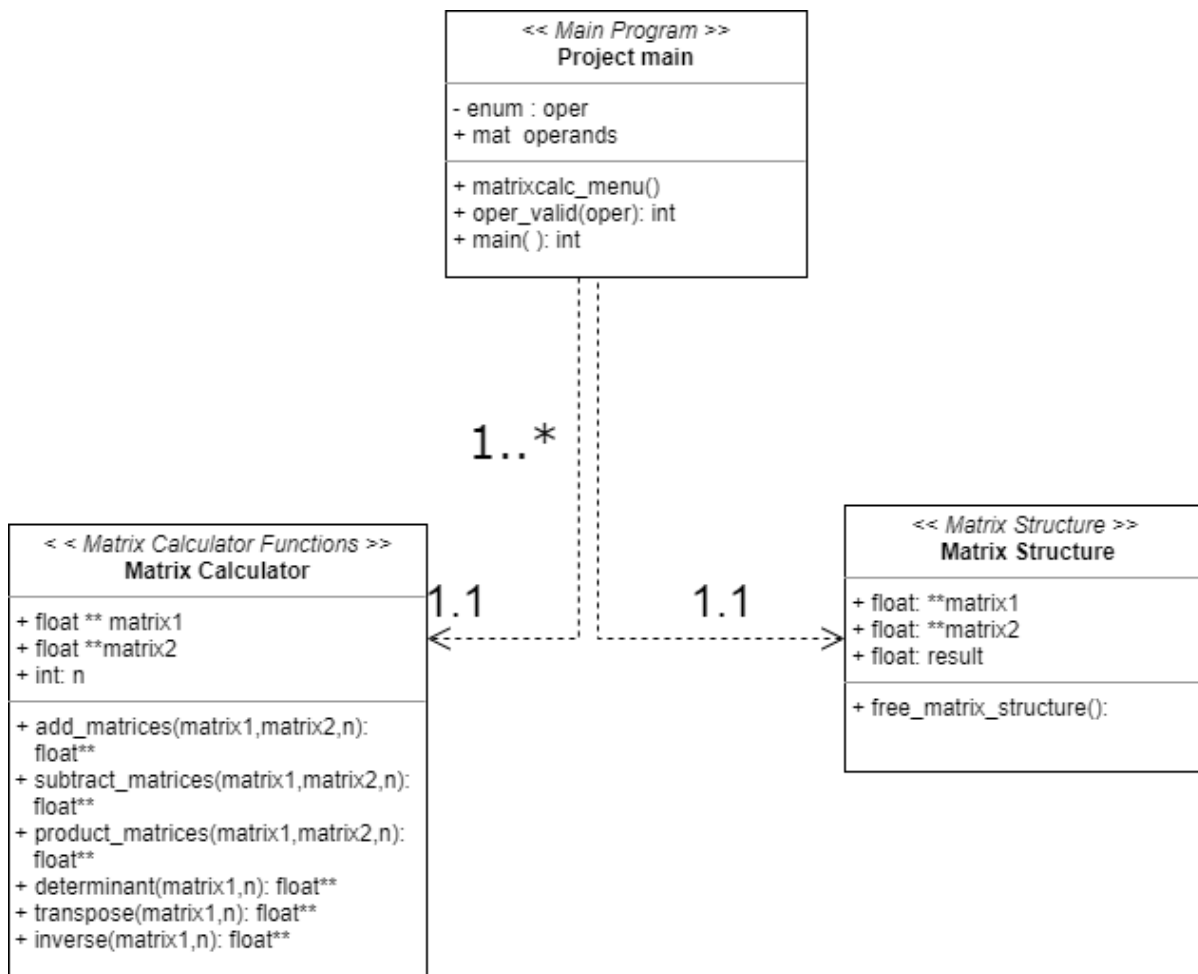 << Main Program >>
Project main
- enum : oper
+ mat operands
+ matrixcalc_menu()
+ oper_valid(oper): int
+ main( ): int
1..*
1.1
1.1
< < Matrix Calculator Functions >>
Matrix Calculator
+ float ** matrix1
+ float **matrix2
+ int: n
+ add_matrices(matrix1,matrix2,n):
float**
+ subtract_matrices(matrix1,matrix2,n):
float**
+ product_matrices(matrix1,matrix2,n):
float**
+ determinant(matrix1,n): float**
+ transpose(matrix1,n): float**
+ inverse(matrix1,n): float**
<< Matrix Structure >>
Matrix Structure
+ float: **matrix1
+ float: **matrix2
+ float: result
+ free_matrix_structure():